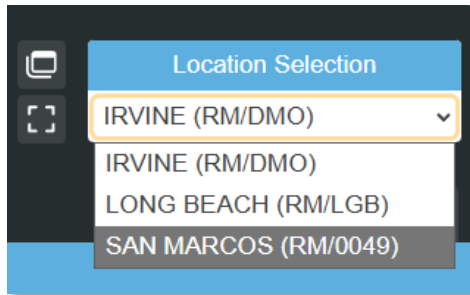 Location Selection
IRVINE (RM/DMO)
IRVINE (RM/DMO)
LONG BEACH (RM/LGB)
SAN MARCOS (RM/0049)